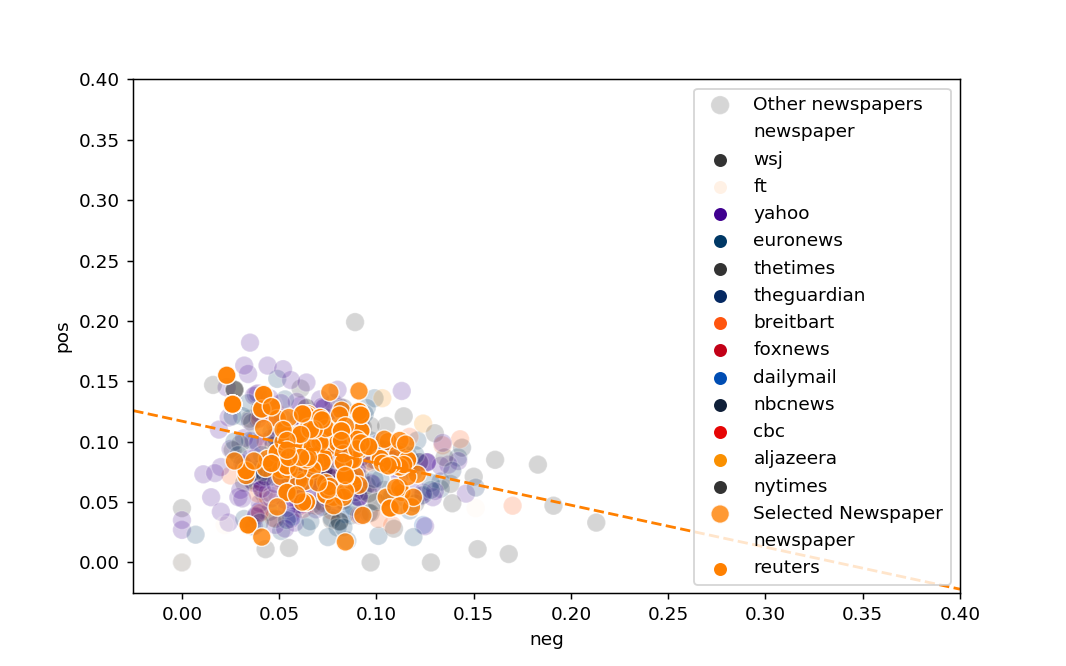 0.40
0.35
0.30
0.25
0.20
0.15
0.10
0.05
0.00
pos
0.00 0.05 0.10 0.15 0.20 0.25 0.30 0.35 0.40
neg
Other newspapers
newspaper
wsj
ft
yahoo
euronews
thetimes
theguardian
breitbart
foxnews
dailymail
nbcnews
cbc
aljazeera
nytimes
Selected Newspaper
newspaper
reuters